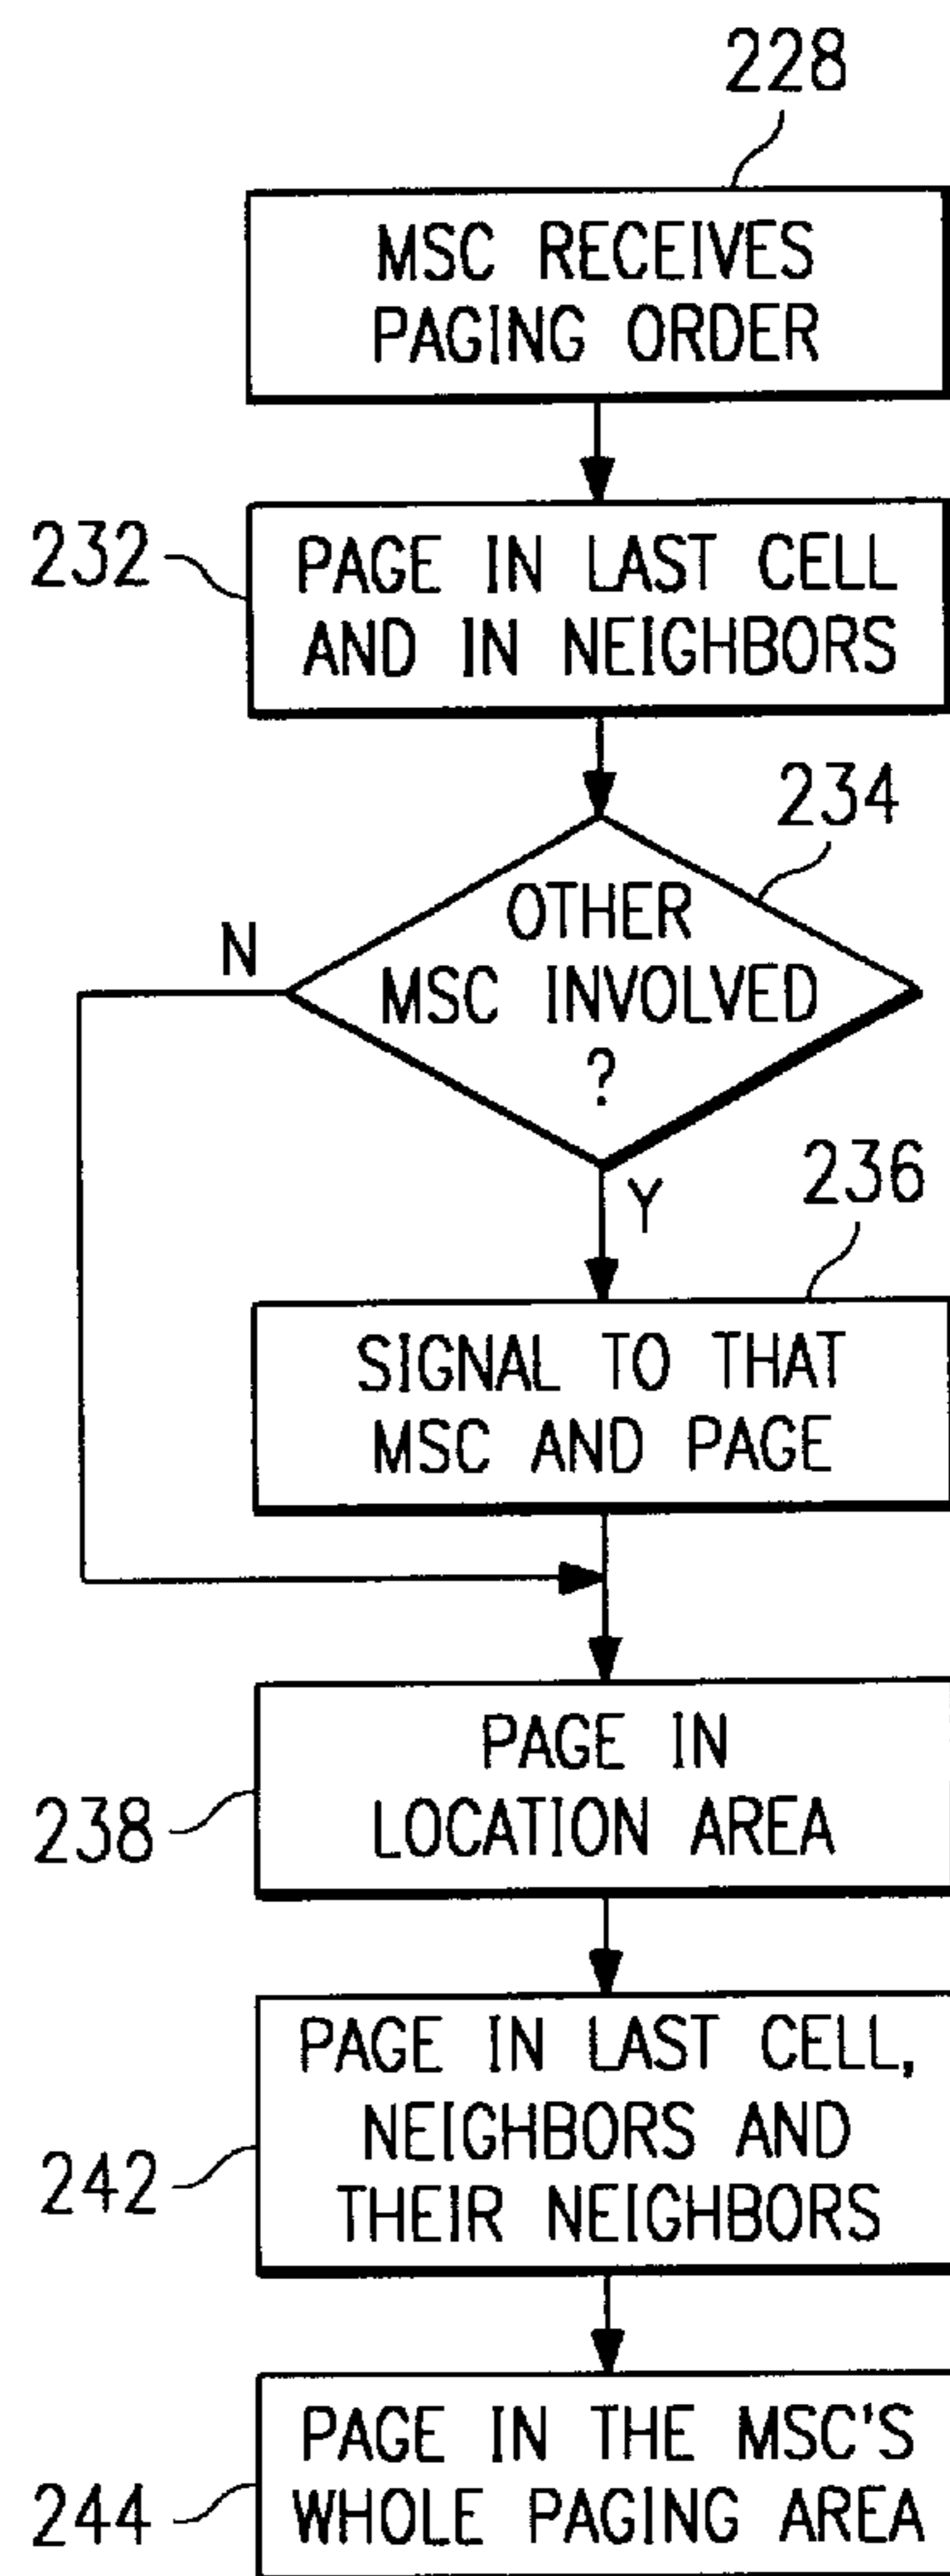 228
MSC RECEIVES
PAGING ORDER
232
PAGE IN LAST CELL
AND IN NEIGHBORS
234
OTHER
MSC INVOLVED
?
N
Y
236
SIGNAL TO THAT
MSC AND PAGE
PAGE IN
LOCATION AREA
238
PAGE IN LAST CELL,
NEIGHBORS AND
THEIR NEIGHBORS
242
PAGE IN THE MSC'S
WHOLE PAGING AREA
244